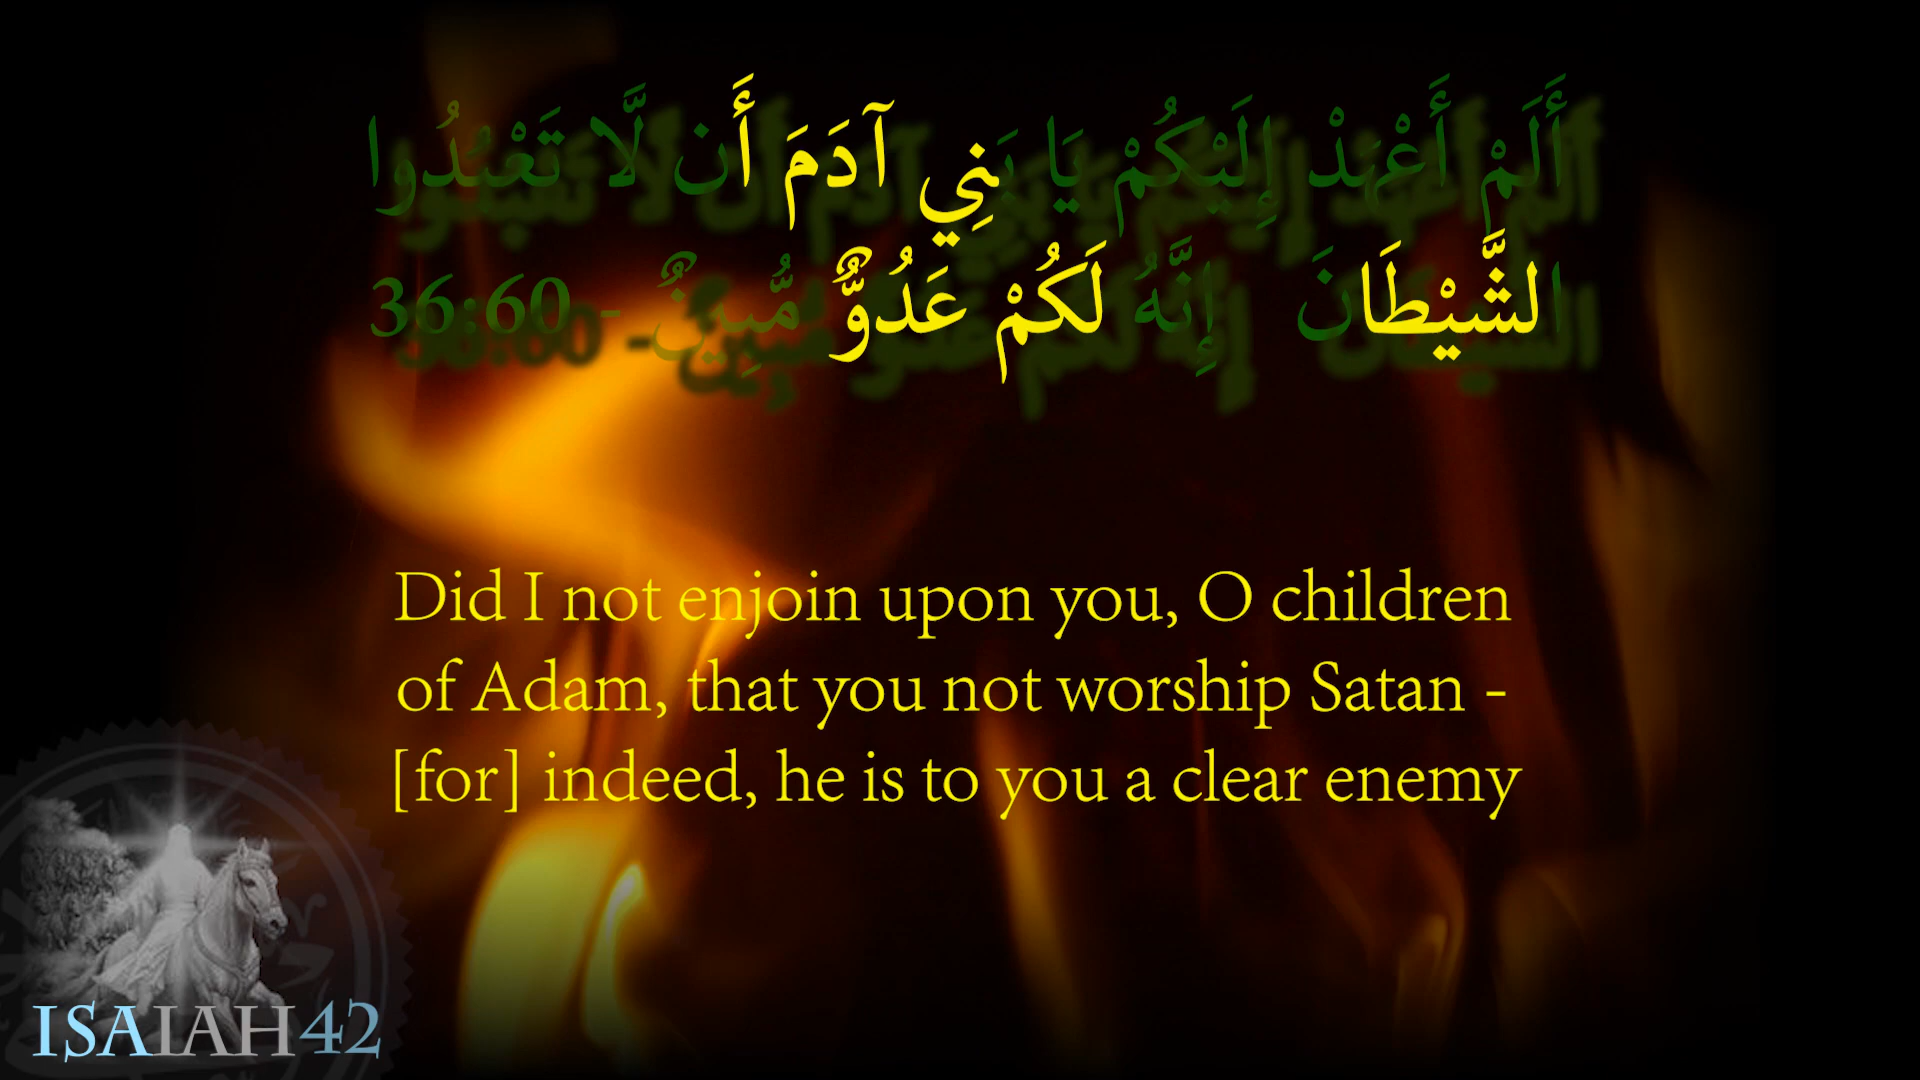 أَلَمْ أَعْهَدْ إِلَيْكُمْ يَا بَنِي آدَمَ أَن لَّا تَعْبُدُوا
الشَّيْطَانَ إِنَّهُ لَكُمْ عَدُوٌّ مُّبِينٌ - 36:60
Did I not enjoin upon you, O children
of Adam, that you not worship Satan -
[for] indeed, he is to you a clear enemy
ISAIAH42